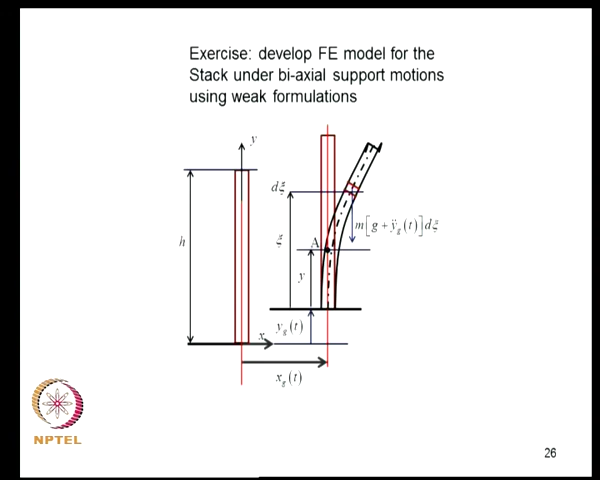 Exercise: develop FE model for the
Stack under bi-axial support motions
using weak formulations
y
dξ
m[g + ÿ_g(t)]dξ
h
ξ
A
y
x
y_g(t)
x_g(t)
NPTEL
26